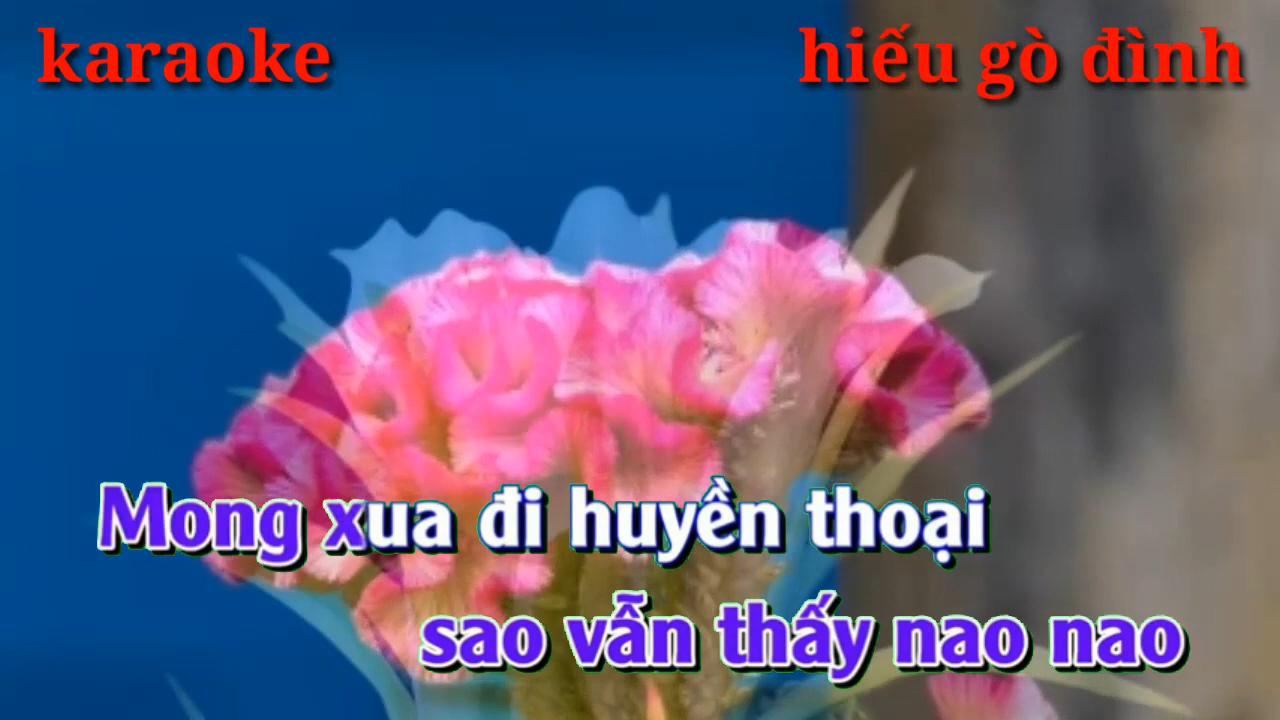 karaoke hiếu gò đình
Mong xua đi huyền thoại
sao vẫn thấy nao nao